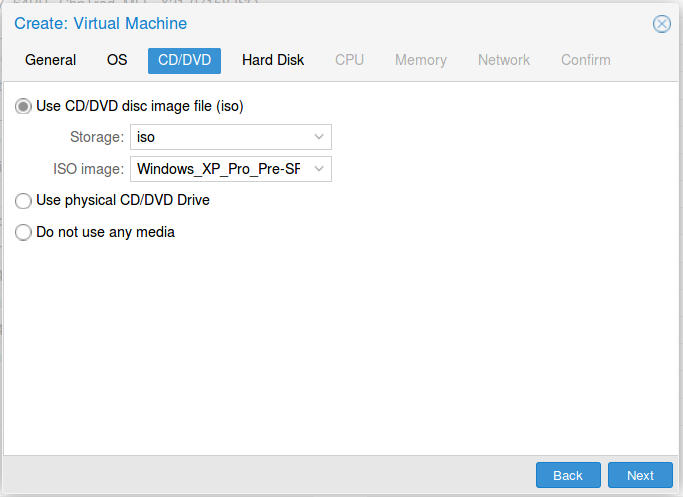 Create: Virtual Machine
General OS CD/DVD Hard Disk CPU Memory Network Confirm
Use CD/DVD disc image file (iso)
Storage: iso
ISO image: Windows_XP_Pro_Pre-SF
Use physical CD/DVD Drive
Do not use any media
Back Next